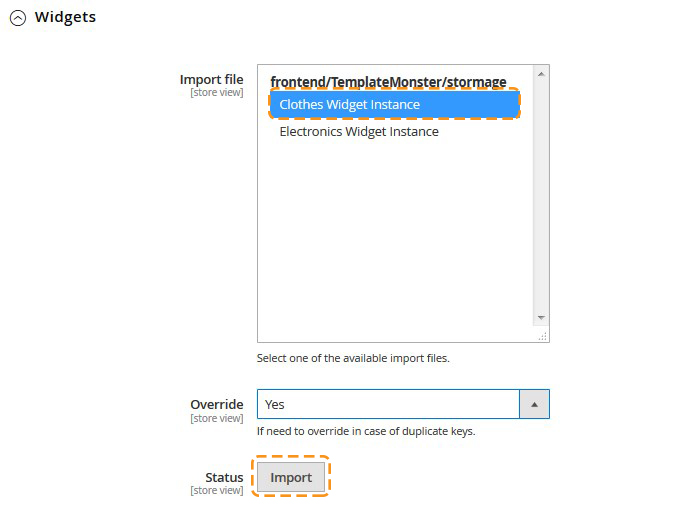 Widgets
Import file
[store view]
frontend/TemplateMonster/stormage
Clothes Widget Instance
Electronics Widget Instance
Select one of the available import files.
Override
[store view]
Yes
If need to override in case of duplicate keys.
Status
[store view]
Import